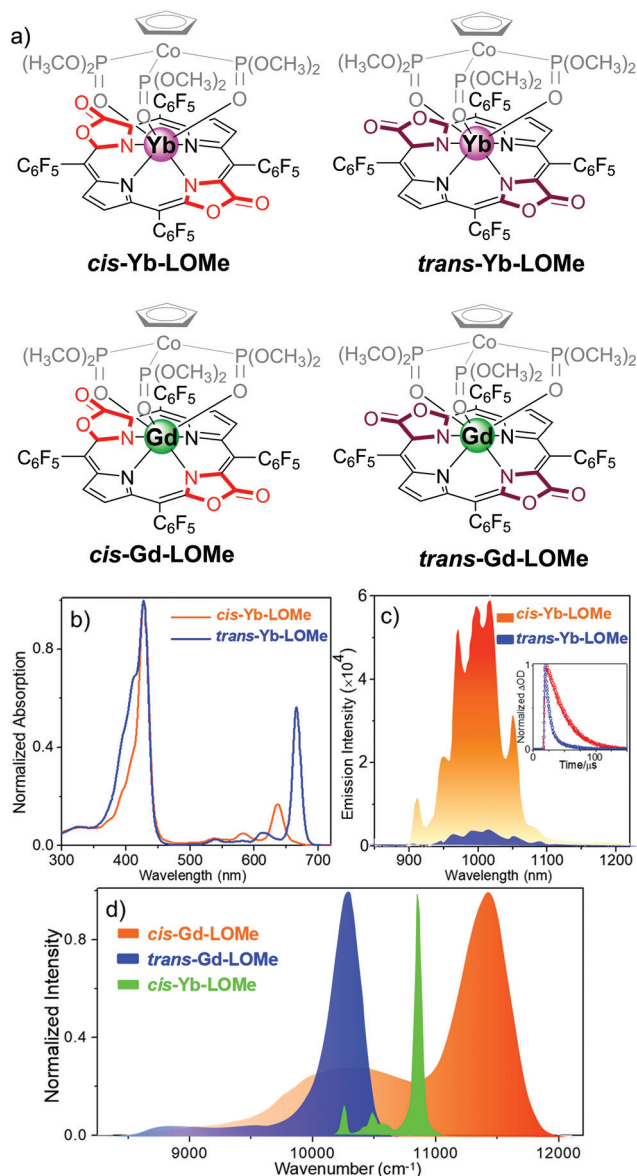 a)
Co
(H3CO)2P P(OCH3)2
P(OCH3)2
O O O
C6F5
O O N Yb N
C6F5 C6F5
N N
O O
C6F5
cis-Yb-LOMe
Co
(H3CO)2P P(OCH3)2
P(OCH3)2
O O O
C6F5
O O N Yb N
C6F5 C6F5
N N
O O
C6F5
trans-Yb-LOMe
Co
(H3CO)2P P(OCH3)2
P(OCH3)2
O O O
C6F5
O O N Gd N
C6F5 C6F5
N N
O O
C6F5
cis-Gd-LOMe
Co
(H3CO)2P P(OCH3)2
P(OCH3)2
O O O
C6F5
O O N Gd N
C6F5 C6F5
N N
O O
C6F5
trans-Gd-LOMe
b)
cis-Yb-LOMe
trans-Yb-LOMe
Normalized Absorption
0.8
0.4
0.0
300 400 500 600 700
Wavelength (nm)
c)
cis-Yb-LOMe
trans-Yb-LOMe
Emission Intensity (×10⁴)
6
4
2
0
900 1000 1100 1200
Wavelength (nm)
Normalized ΔOD
1
0
0 100
Time/μs
d)
cis-Gd-LOMe
trans-Gd-LOMe
cis-Yb-LOMe
Normalized Intensity
0.8
0.4
0.0
9000 10000 11000 12000
Wavenumber (cm⁻¹)